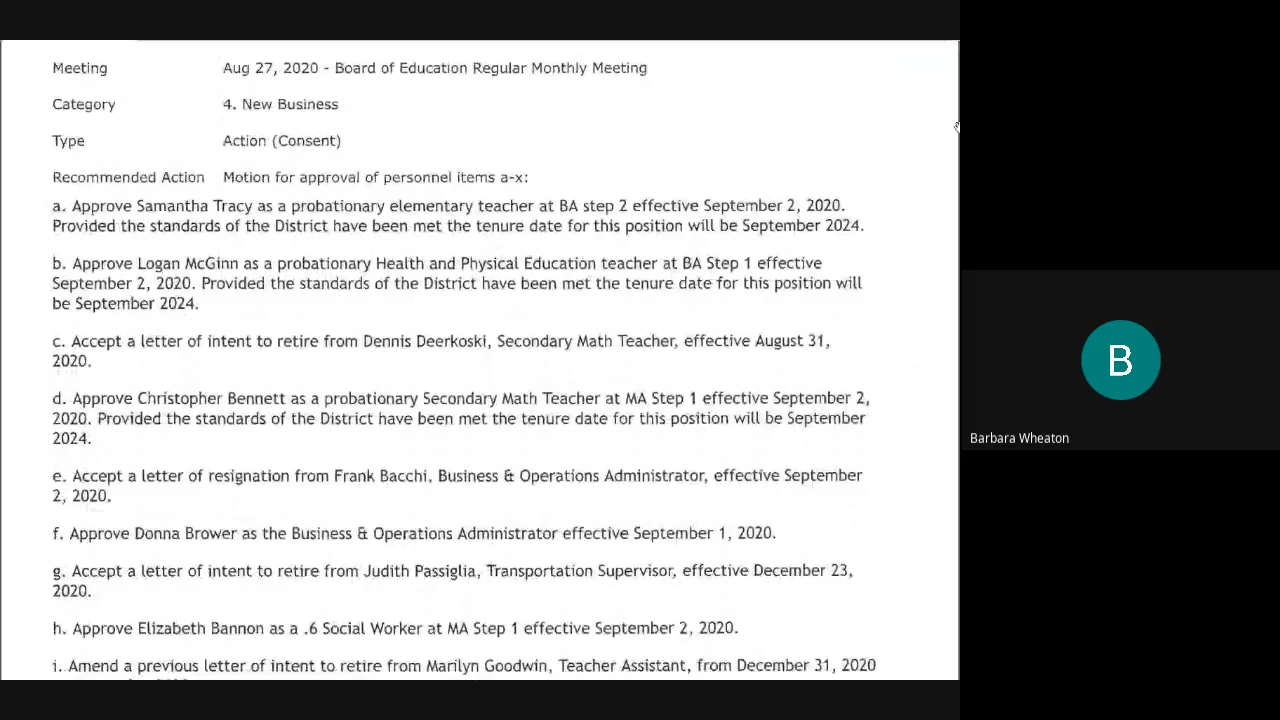 Meeting Aug 27, 2020 - Board of Education Regular Monthly Meeting
Category 4. New Business
Type Action (Consent)
Recommended Action Motion for approval of personnel items a-x:
a. Approve Samantha Tracy as a probationary elementary teacher at BA step 2 effective September 2, 2020.
Provided the standards of the District have been met the tenure date for this position will be September 2024.
b. Approve Logan McGinn as a probationary Health and Physical Education teacher at BA Step 1 effective
September 2, 2020. Provided the standards of the District have been met the tenure date for this position will
be September 2024.
c. Accept a letter of intent to retire from Dennis Deerkoski, Secondary Math Teacher, effective August 31,
2020.
d. Approve Christopher Bennett as a probationary Secondary Math Teacher at MA Step 1 effective September 2,
2020. Provided the standards of the District have been met the tenure date for this position will be September
2024.
e. Accept a letter of resignation from Frank Bacchi, Business & Operations Administrator, effective September
2, 2020.
f. Approve Donna Brower as the Business & Operations Administrator effective September 1, 2020.
g. Accept a letter of intent to retire from Judith Passiglia, Transportation Supervisor, effective December 23,
2020.
h. Approve Elizabeth Bannon as a .6 Social Worker at MA Step 1 effective September 2, 2020.
i. Amend a previous letter of intent to retire from Marilyn Goodwin, Teacher Assistant, from December 31, 2020
B
Barbara Wheaton